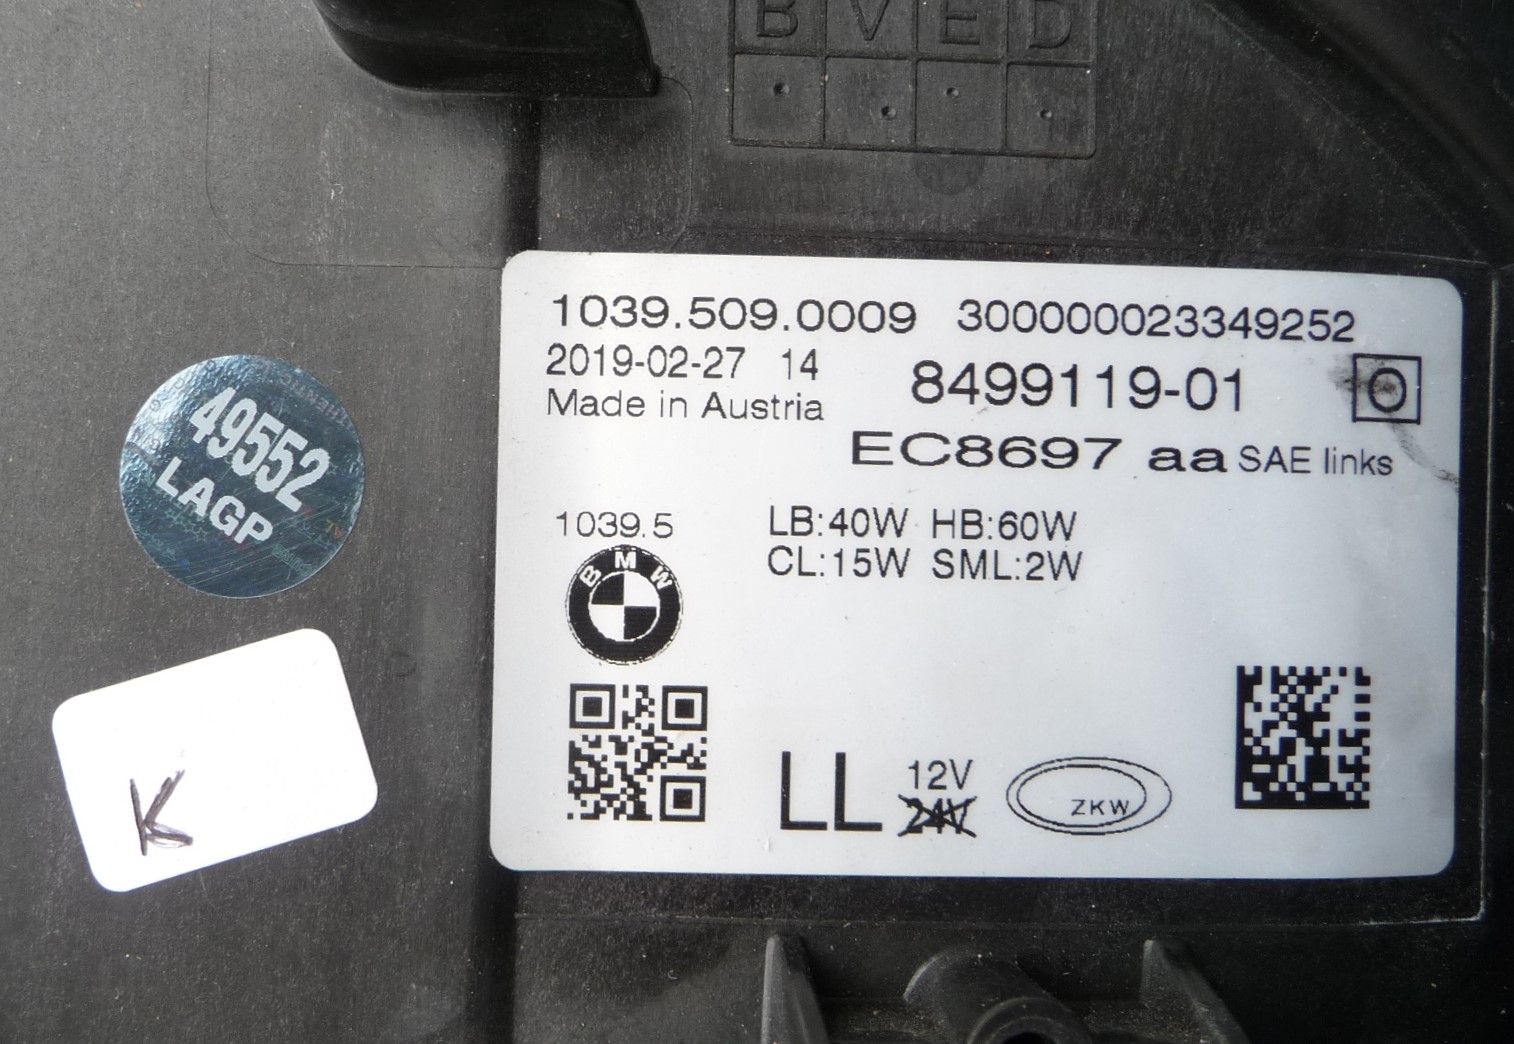 B V E D
1039.509.0009 300000023349252
2019-02-27 14
8499119-01 O
Made in Austria
EC8697 aa SAE links
1039.5
LB:40W HB:60W
CL:15W SML:2W
BMW
LL
12V
24V
ZKW
49552
LAGP
K